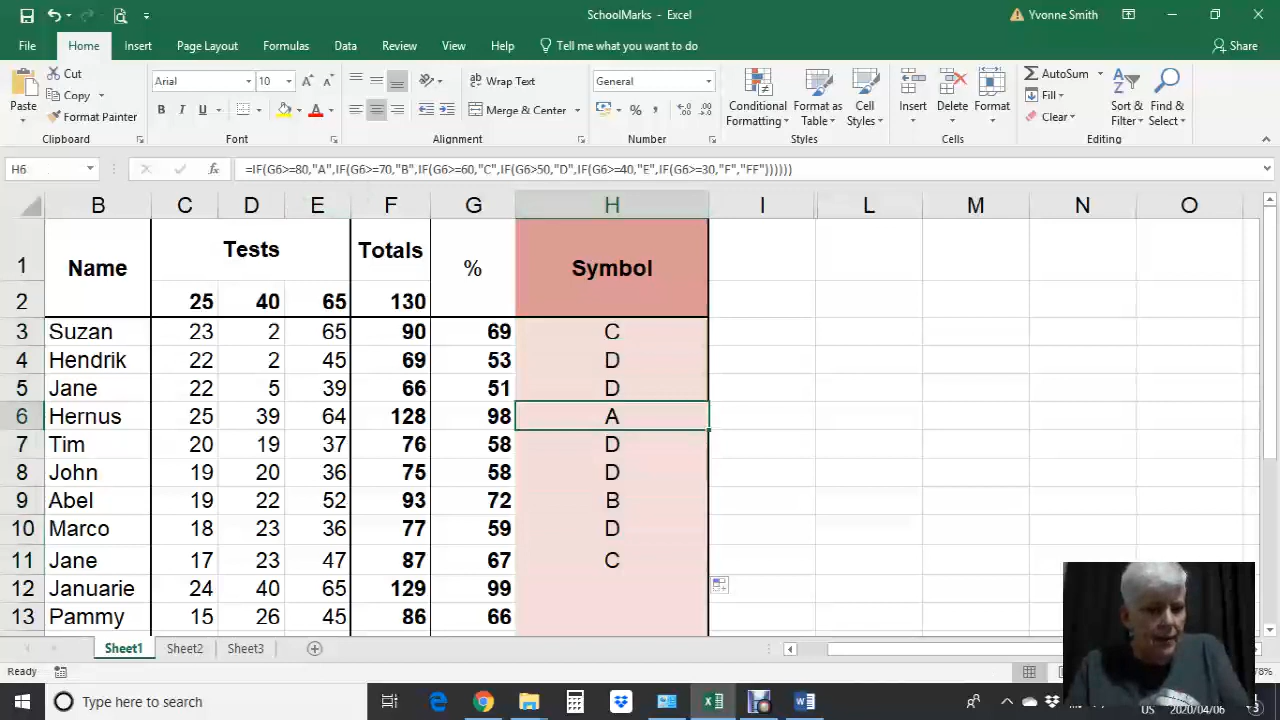 SchoolMarks - Excel
Yvonne Smith
File Home Insert Page Layout Formulas Data Review View Help Tell me what you want to do Share
Cut
Copy
Format Painter
Paste
Arial 10
Wrap Text
Merge & Center
General
Conditional Formatting
Format as Table
Cell Styles
Insert Delete Format
AutoSum
Fill
Clear
Sort & Filter
Find & Select
Clipboard Font Alignment Number Styles Cells Editing
H6 fx =IF(G6>=80,"A",IF(G6>=70,"B",IF(G6>=60,"C",IF(G6>50,"D",IF(G6>=40,"E",IF(G6>=30,"F","FF"))))))
B C D E F G H I L M N O
1 Name Tests Totals % Symbol
2 25 40 65 130
3 Suzan 23 2 65 90 69 C
4 Hendrik 22 2 45 69 53 D
5 Jane 22 5 39 66 51 D
6 Hernus 25 39 64 128 98 A
7 Tim 20 19 37 76 58 D
8 John 19 20 36 75 58 D
9 Abel 19 22 52 93 72 B
10 Marco 18 23 36 77 59 D
11 Jane 17 23 47 87 67 C
12 Januarie 24 40 65 129 99
13 Pammy 15 26 45 86 66
Sheet1 Sheet2 Sheet3
Ready 78%
Type here to search
US 2020/04/06 3